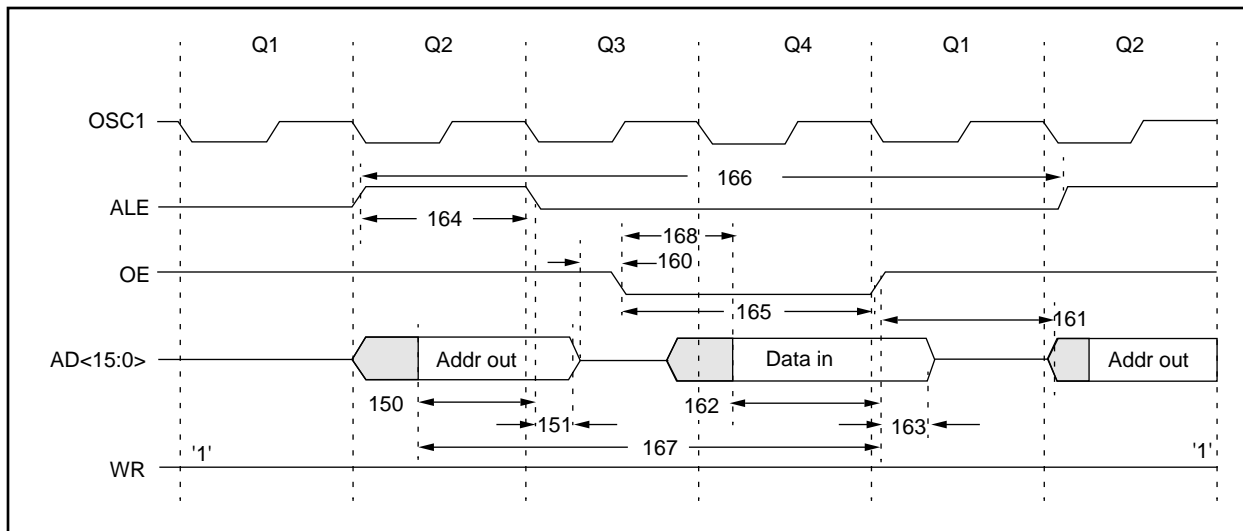 Q1 Q2 Q3 Q4 Q1 Q2
OSC1
166
ALE
164
168
OE
160
165
161
AD<15:0>
Addr out
Data in
Addr out
150
162
151
163
167
'1'
'1'
WR